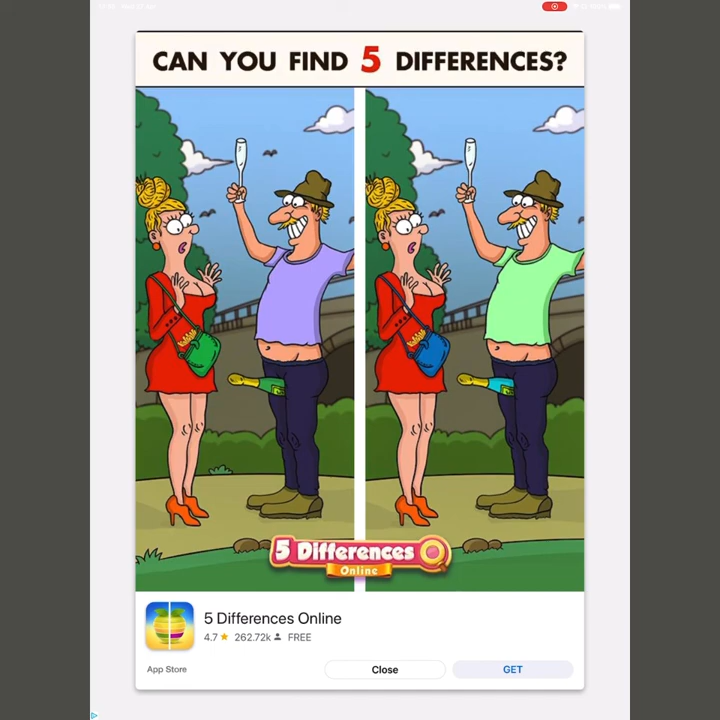 CAN YOU FIND 5 DIFFERENCES?
5 Differences
Online
5 Differences Online
4.7 ★ 262.72k FREE
App Store
Close
GET